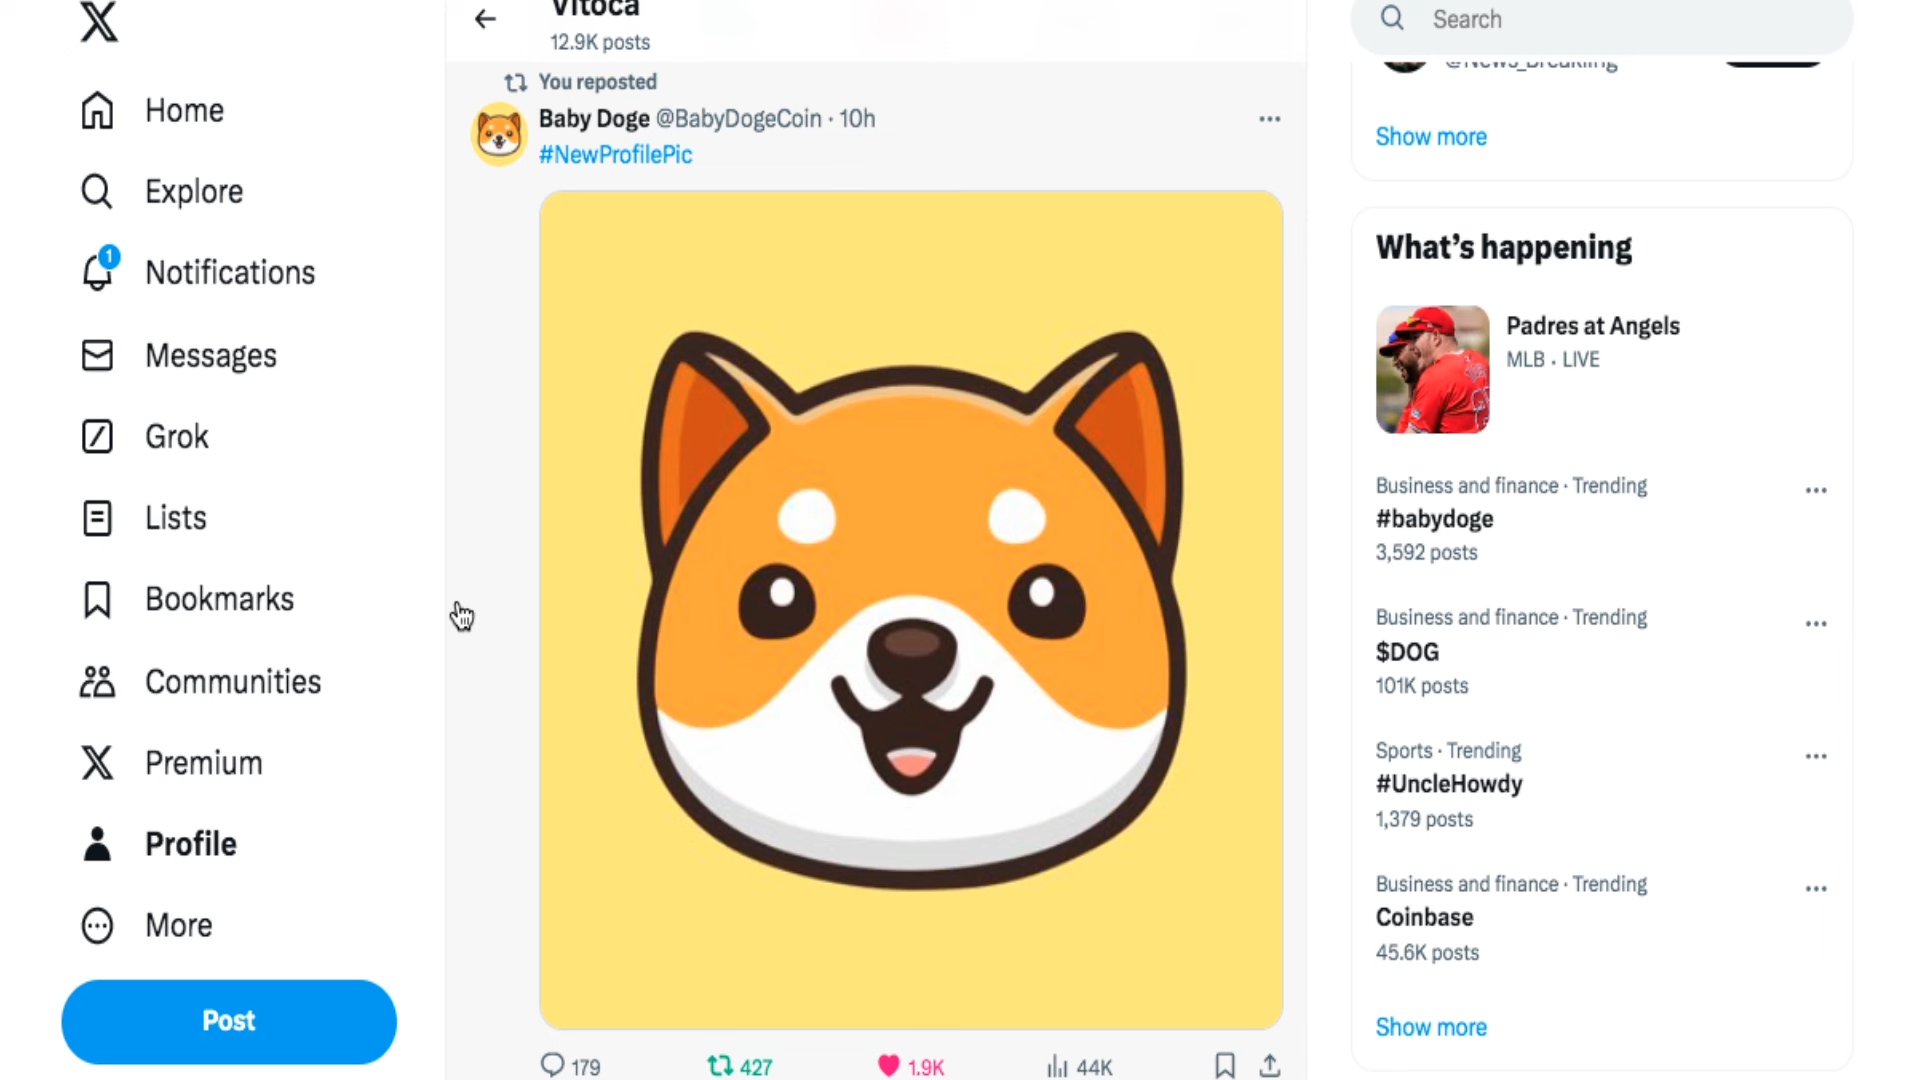 Home
Explore
1
Notifications
Messages
Grok
Lists
Bookmarks
Communities
Premium
Profile
More
Post
Vitoca
12.9K posts
You reposted
Baby Doge @BabyDogeCoin · 10h
#NewProfilePic
179
427
1.9K
44K
Search
@News_Breaking
Show more
What's happening
Padres at Angels
MLB · LIVE
Business and finance · Trending
#babydoge
3,592 posts
Business and finance · Trending
$DOG
101K posts
Sports · Trending
#UncleHowdy
1,379 posts
Business and finance · Trending
Coinbase
45.6K posts
Show more